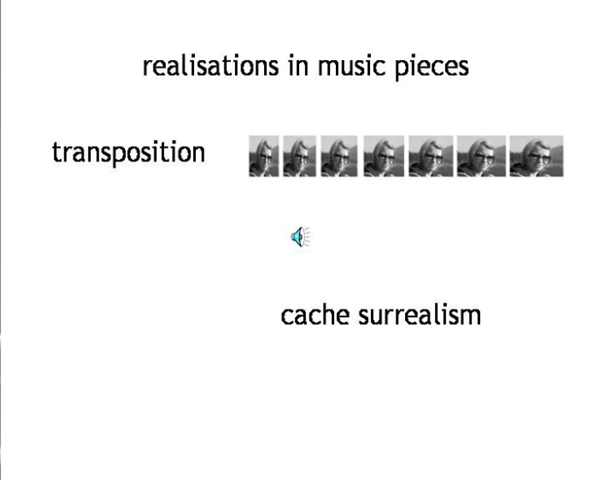 realisations in music pieces
transposition
cache surrealism